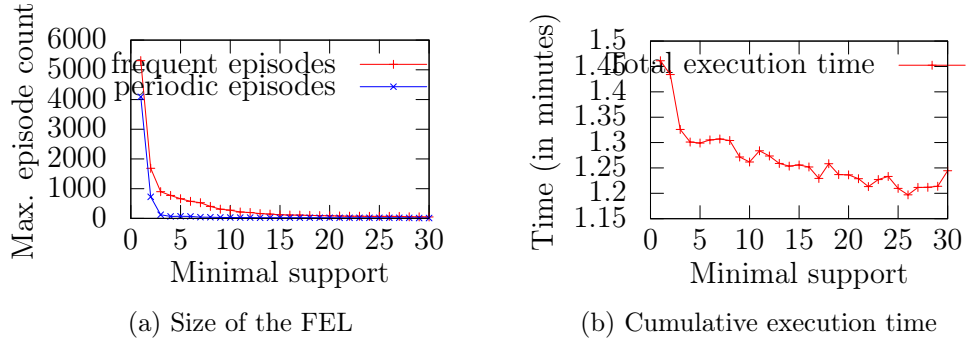 6000
5000
4000
3000
2000
1000
0
Max. episode count
frequent episodes
periodic episodes
0 5 10 15 20 25 30
Minimal support
(a) Size of the FEL
1.5
1.45
1.4
1.35
1.3
1.25
1.2
1.15
Time (in minutes)
Total execution time
0 5 10 15 20 25 30
Minimal support
(b) Cumulative execution time